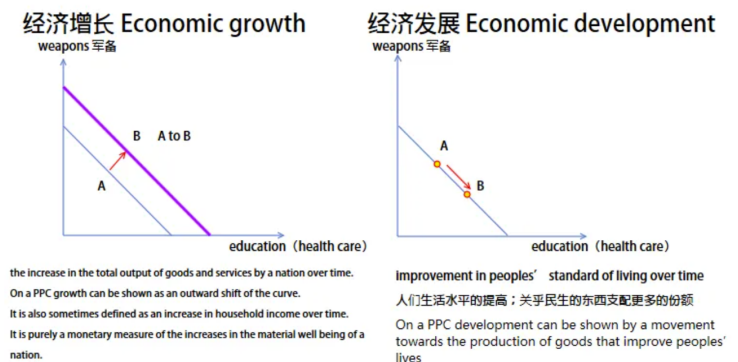 经济增长 Economic growth
weapons 军备
B A to B
A
education（health care）
the increase in the total output of goods and services by a nation over time.
On a PPC growth can be shown as an outward shift of the curve.
It is also sometimes defined as an increase in household income over time.
It is purely a monetary measure of the increases in the material well being of a
nation.
经济发展 Economic development
weapons 军备
A
B
education（health care）
improvement in peoples’ standard of living over time
人们生活水平的提高；关乎民生的东西支配更多的份额
On a PPC development can be shown by a movement
towards the production of goods that improve peoples’
lives